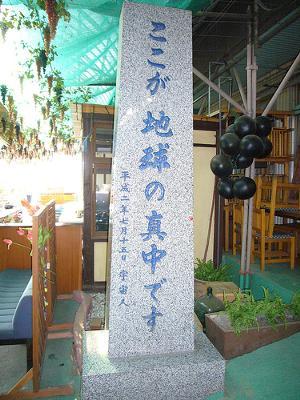 ここが地球の真中です
平成二年七月十五日 宇宙人